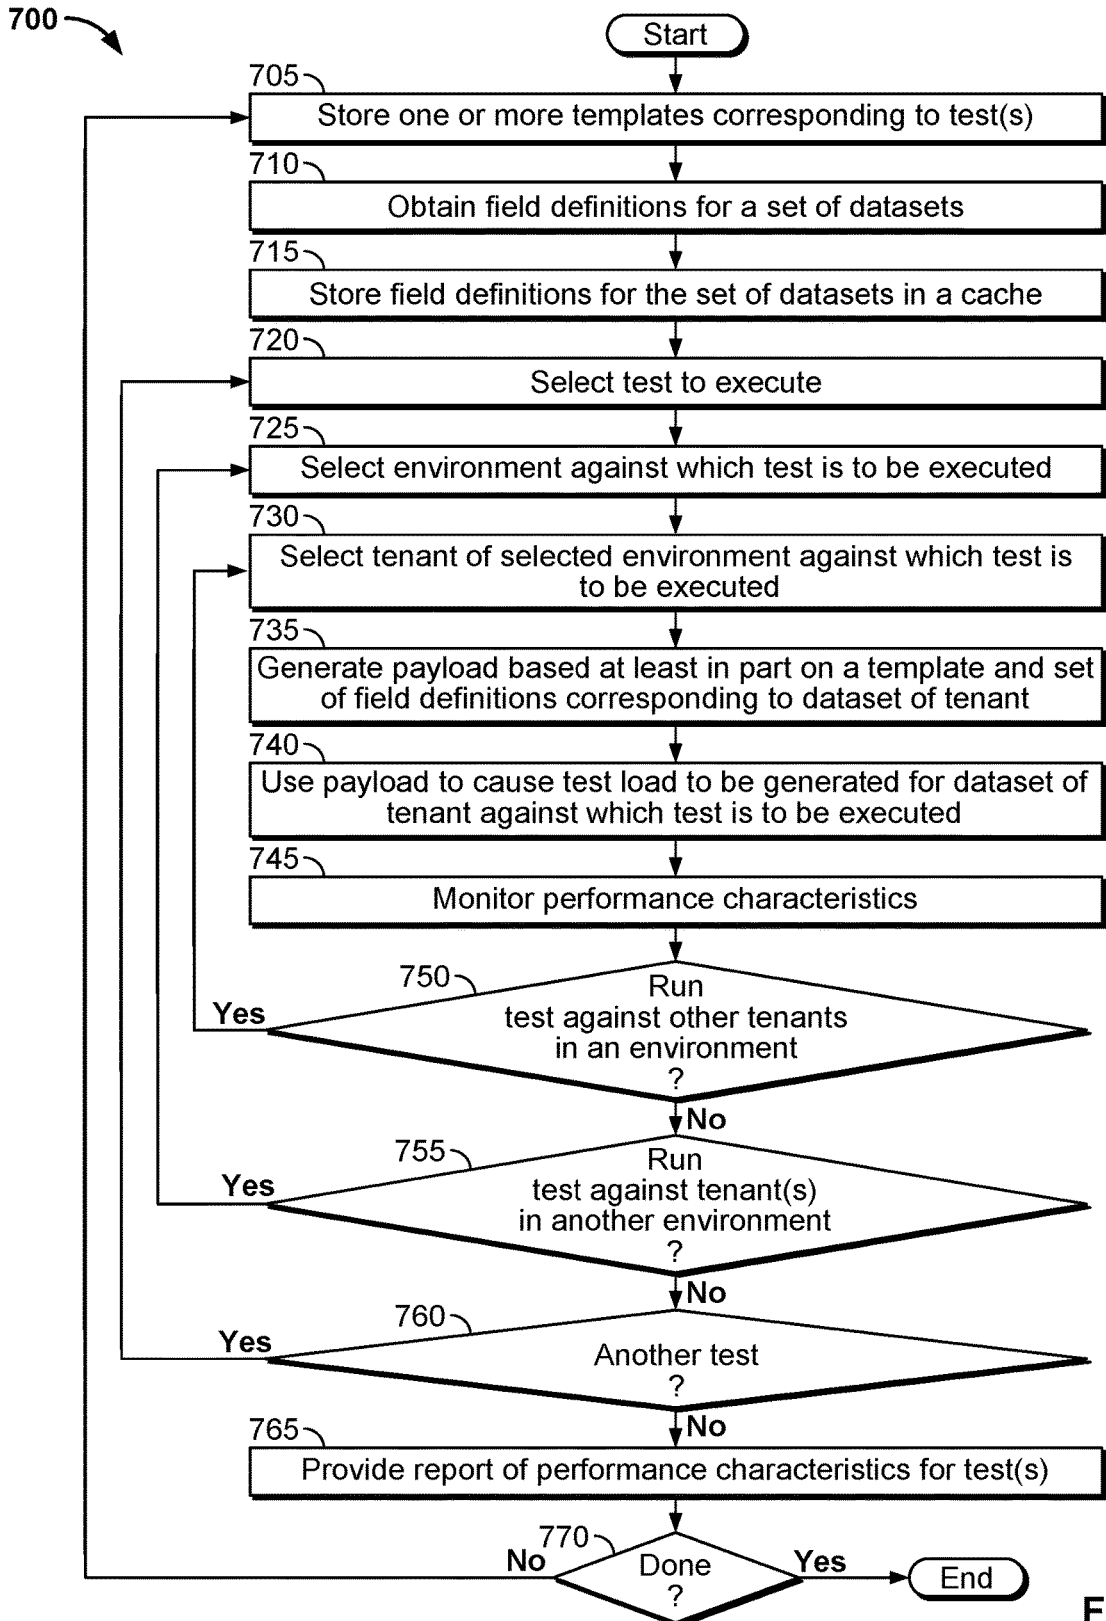 700
Start
705
Store one or more templates corresponding to test(s)
710
Obtain field definitions for a set of datasets
715
Store field definitions for the set of datasets in a cache
720
Select test to execute
725
Select environment against which test is to be executed
730
Select tenant of selected environment against which test is
to be executed
735
Generate payload based at least in part on a template and set
of field definitions corresponding to dataset of tenant
740
Use payload to cause test load to be generated for dataset of
tenant against which test is to be executed
745
Monitor performance characteristics
750
Yes
Run
test against other tenants
in an environment
?
No
755
Yes
Run
test against tenant(s)
in another environment
?
No
760
Yes
Another test
?
No
765
Provide report of performance characteristics for test(s)
770
No
Done
?
Yes
End
F